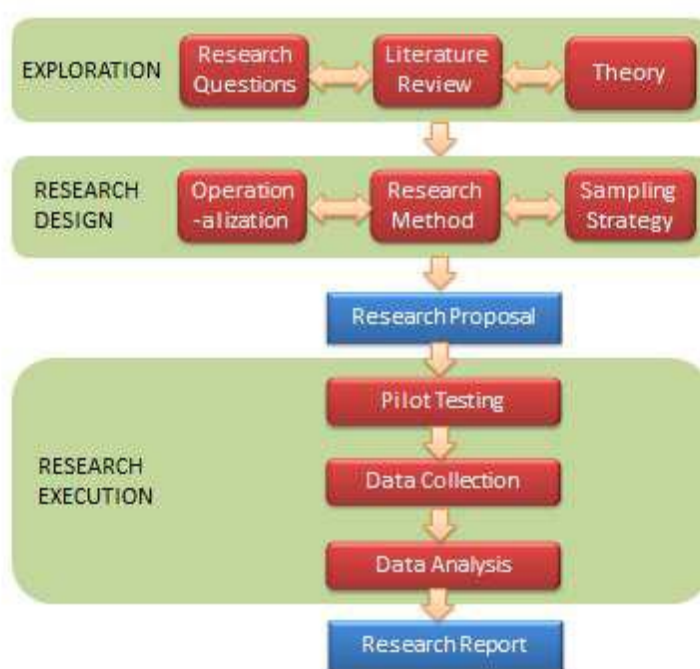 EXPLORATION
Research
Questions
Literature
Review
Theory
RESEARCH
DESIGN
Operation
-alization
Research
Method
Sampling
Strategy
Research Proposal
RESEARCH
EXECUTION
Pilot Testing
Data Collection
Data Analysis
Research Report